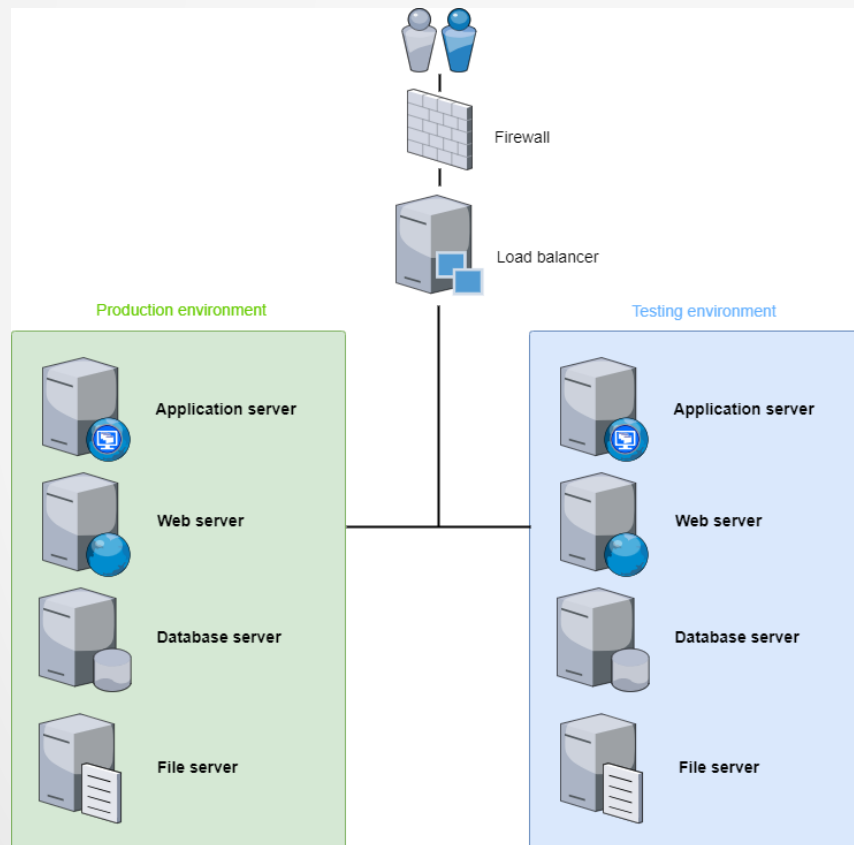 Firewall
Load balancer
Production environment
Testing environment
Application server
Application server
Web server
Web server
Database server
Database server
File server
File server